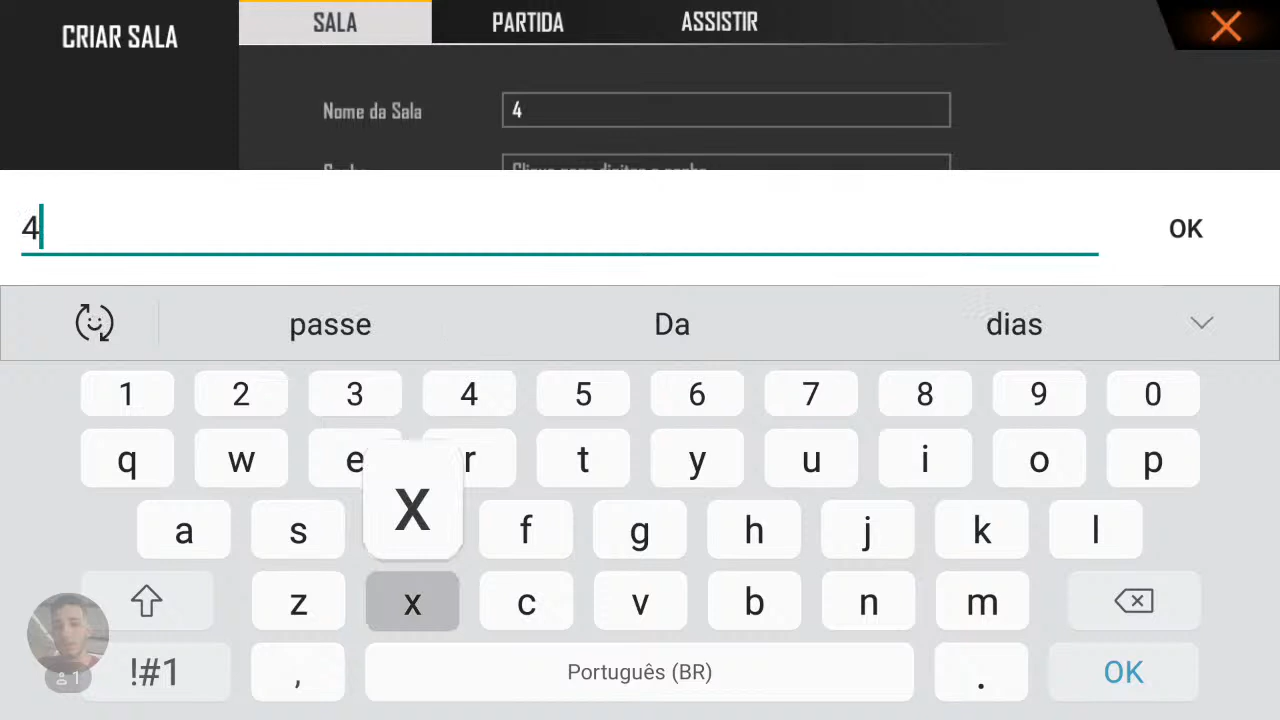 CRIAR SALA
SALA PARTIDA ASSISTIR
Nome da Sala 4
4 OK
passe Da dias
1 2 3 4 5 6 7 8 9 0
q w e r t y u i o p
a s X f g h j k l
z x c v b n m
!#1 , Português (BR) . OK
1